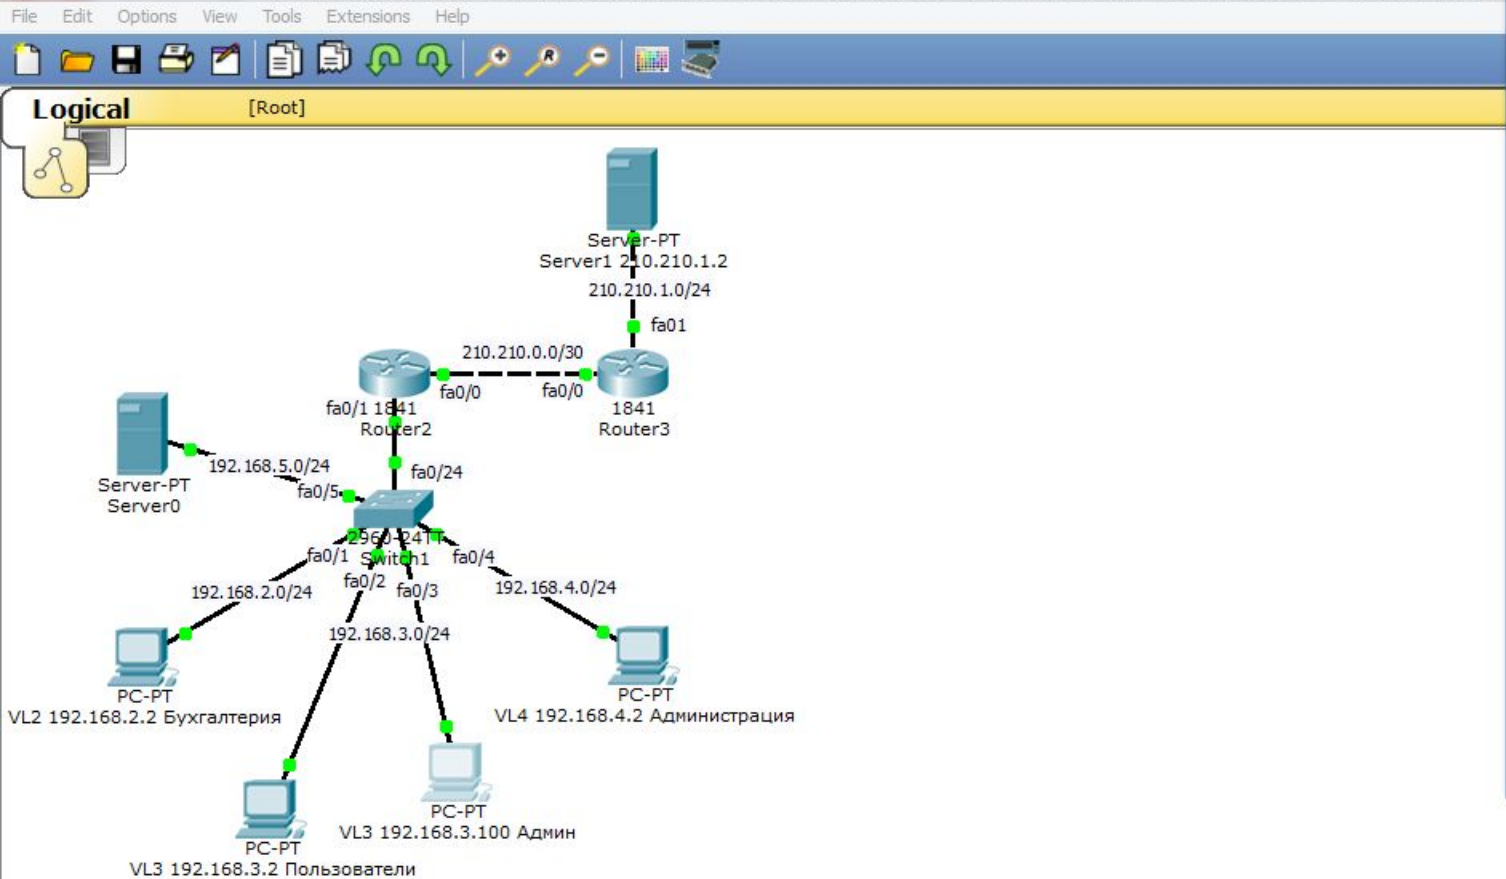 File Edit Options View Tools Extensions Help
R
Logical
[Root]
Server-PT
Server1 210.210.1.2
210.210.1.0/24
fa01
210.210.0.0/30
fa0/0
fa0/0
fa0/1 1841
Router2
1841
Router3
fa0/24
192.168.5.0/24
fa0/5
Server-PT
Server0
2960-24TT
Switch1
fa0/1
fa0/2
fa0/3
fa0/4
192.168.2.0/24
192.168.4.0/24
192.168.3.0/24
PC-PT
VL2 192.168.2.2 Бухгалтерия
PC-PT
VL4 192.168.4.2 Администрация
PC-PT
VL3 192.168.3.100 Админ
PC-PT
VL3 192.168.3.2 Пользователи